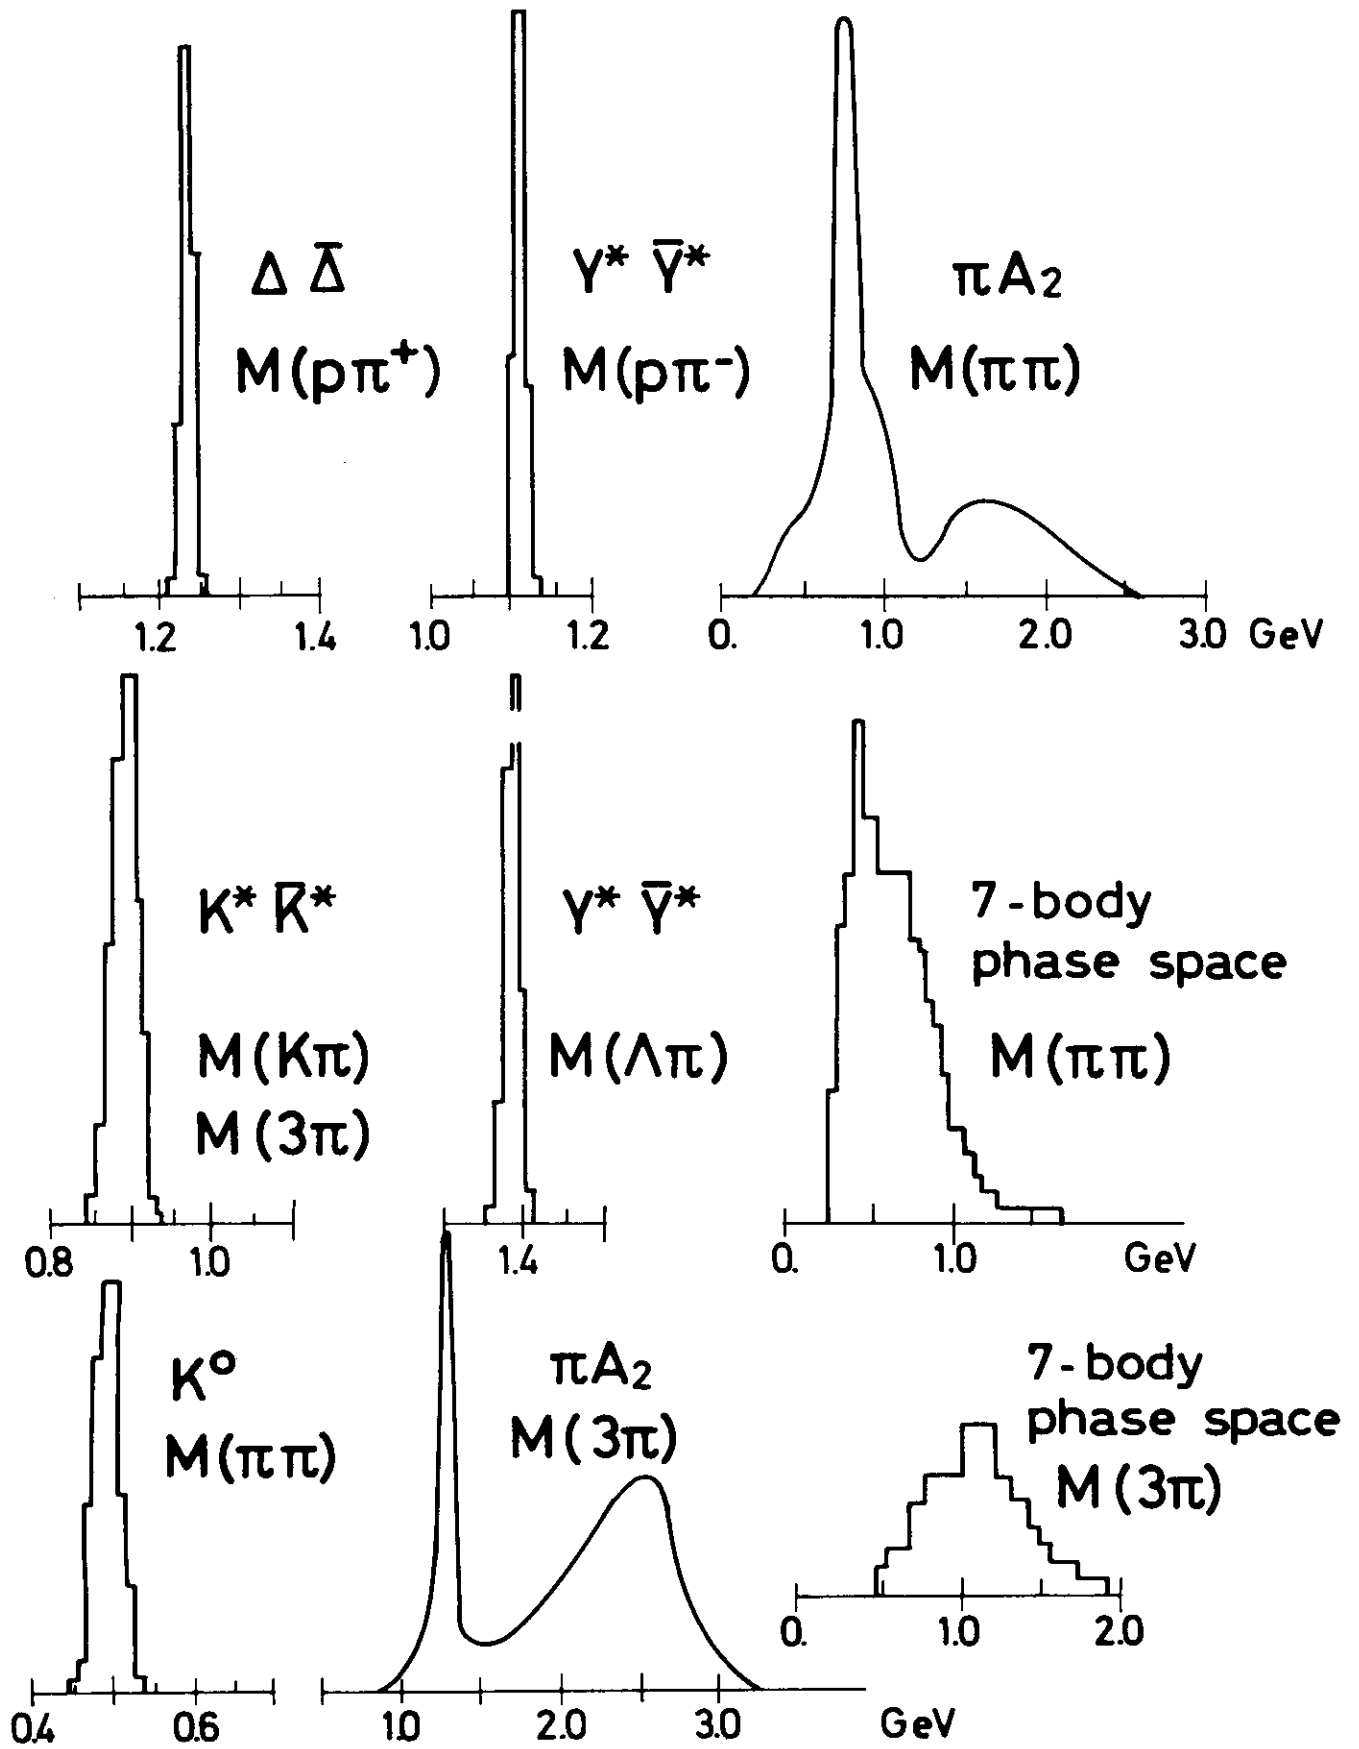 Δ Δ̅
M(pπ⁺)
1.2 1.4
Y* Y̅*
M(pπ⁻)
1.0 1.2
πA₂
M(ππ)
0. 1.0 2.0 3.0 GeV
K* K̅*
M(Kπ)
M(3π)
0.8 1.0
Y* Y̅*
M(Λπ)
1.4
7-body
phase space
M(ππ)
0. 1.0 GeV
K⁰
M(ππ)
0.4 0.6
πA₂
M(3π)
1.0 2.0 3.0 GeV
7-body
phase space
M(3π)
0. 1.0 2.0